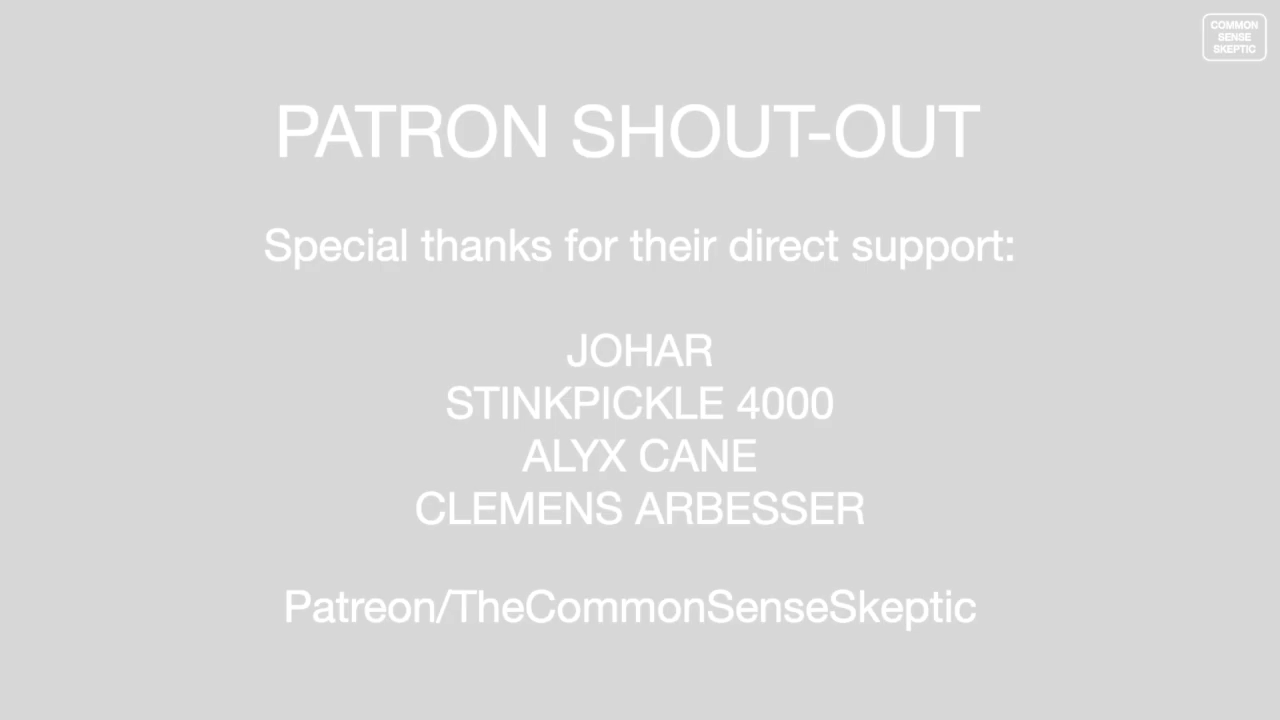 COMMON
SENSE
SKEPTIC
PATRON SHOUT-OUT
Special thanks for their direct support:
JOHAR
STINKPICKLE 4000
ALYX CANE
CLEMENS ARBESSER
Patreon/TheCommonSenseSkeptic